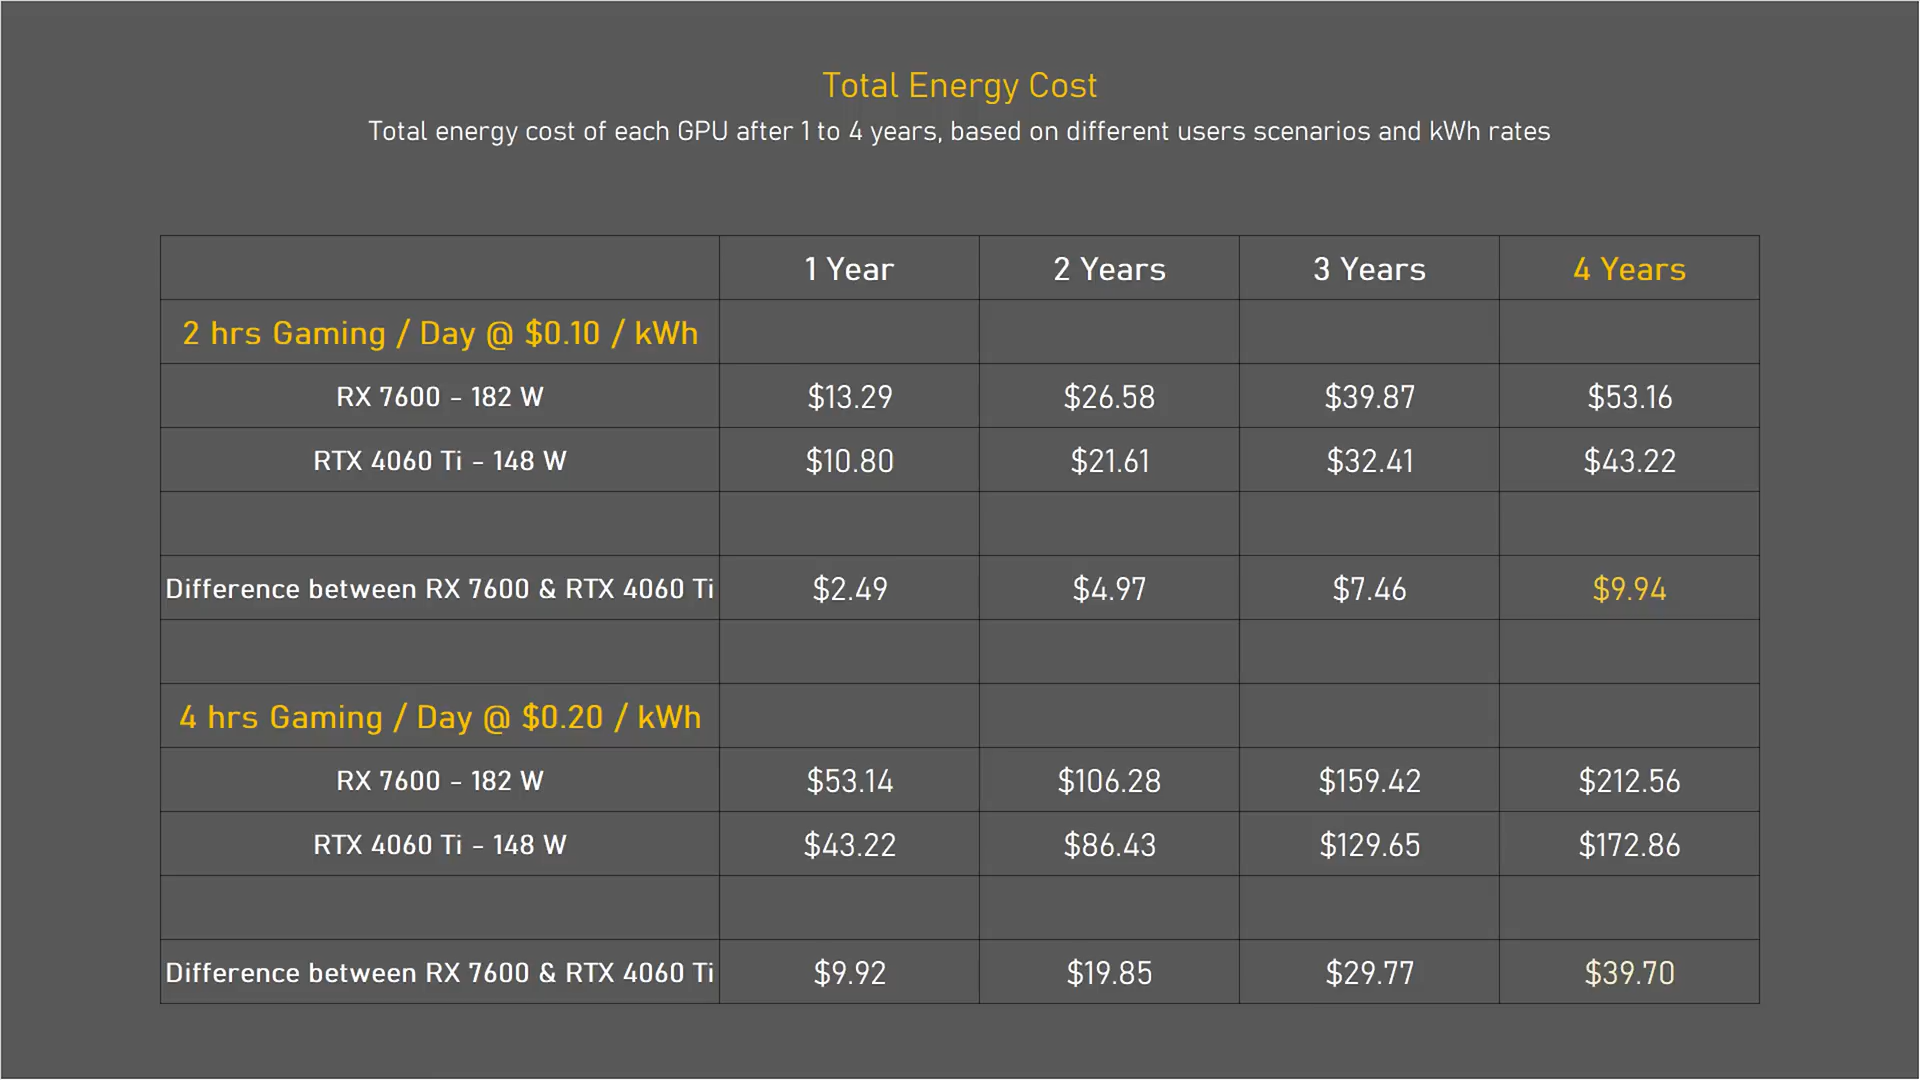 Total Energy Cost
Total energy cost of each GPU after 1 to 4 years, based on different users scenarios and kWh rates
1 Year 2 Years 3 Years 4 Years
2 hrs Gaming / Day @ $0.10 / kWh
RX 7600 - 182 W $13.29 $26.58 $39.87 $53.16
RTX 4060 Ti - 148 W $10.80 $21.61 $32.41 $43.22
Difference between RX 7600 & RTX 4060 Ti $2.49 $4.97 $7.46 $9.94
4 hrs Gaming / Day @ $0.20 / kWh
RX 7600 - 182 W $53.14 $106.28 $159.42 $212.56
RTX 4060 Ti - 148 W $43.22 $86.43 $129.65 $172.86
Difference between RX 7600 & RTX 4060 Ti $9.92 $19.85 $29.77 $39.70